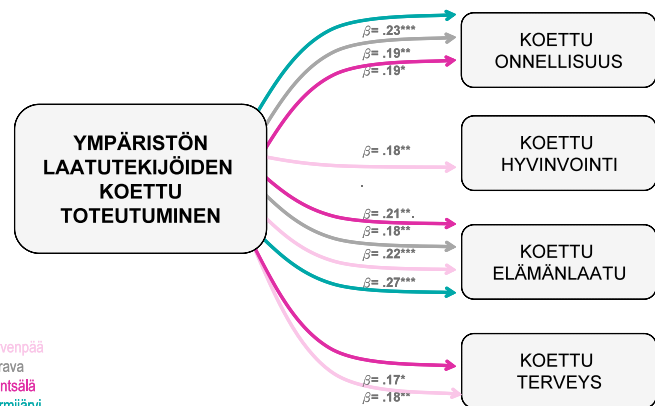 YMPÄRISTÖN
LAATUTEKIJÖIDEN
KOETTU
TOTEUTUMINEN
β= .23***
β= .19**
β= .19*
KOETTU
ONNELLISUUS
β= .18**
KOETTU
HYVINVOINTI
β= .21**.
β= .18**
β= .22***
β= .27***
KOETTU
ELÄMÄNLAATU
β= .17*
β= .18**
KOETTU
TERVEYS
rvenpää
rava
ntsälä
rmijärvi